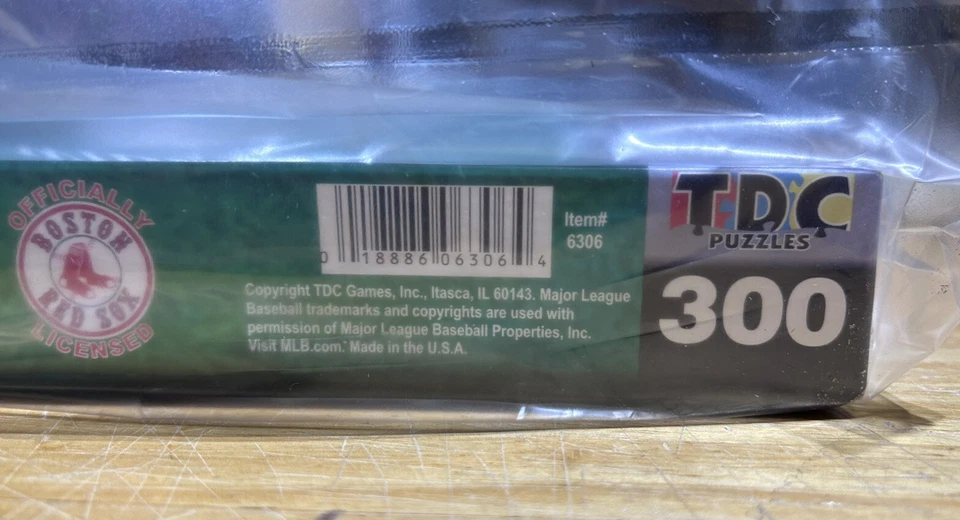 OFFICIALLY
BOSTON
RED SOX
LICENSED
0 18886 06306 4
Item#
6306
Copyright TDC Games, Inc., Itasca, IL 60143. Major League
Baseball trademarks and copyrights are used with
permission of Major League Baseball Properties, Inc.
Visit MLB.com. Made in the U.S.A.
TDC
PUZZLES
300